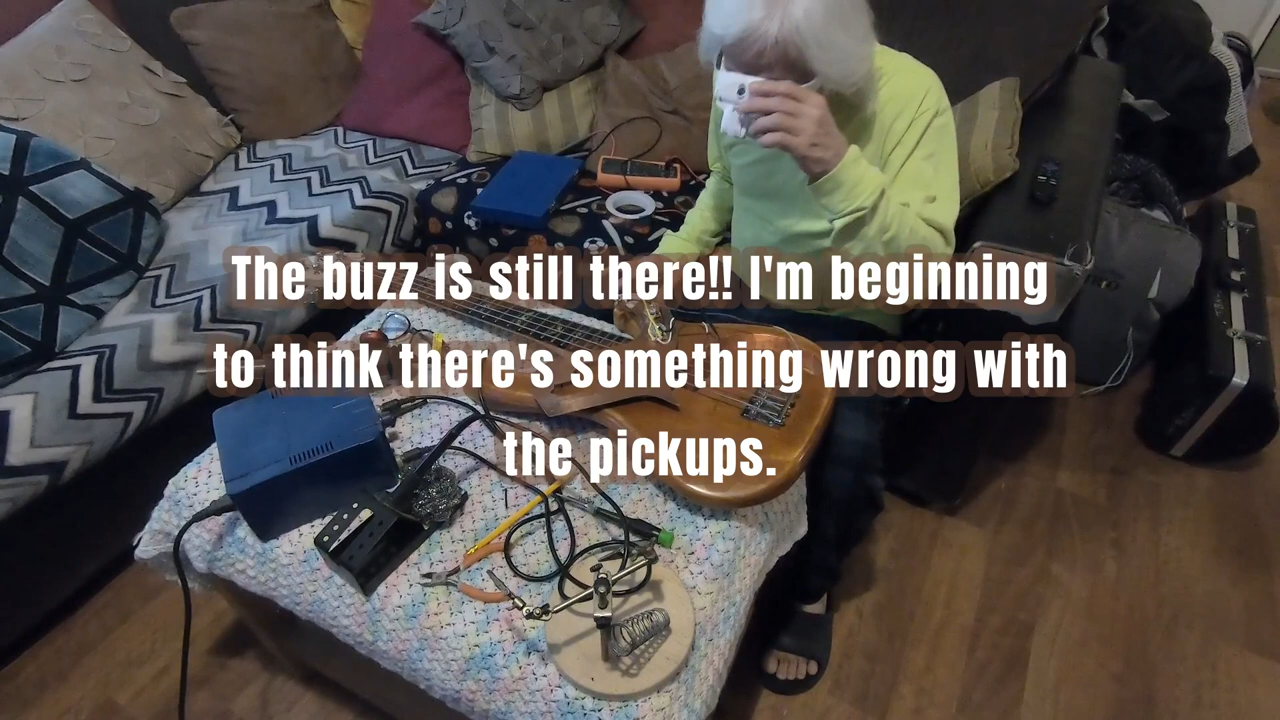 The buzz is still there!! I'm beginning
to think there's something wrong with
the pickups.